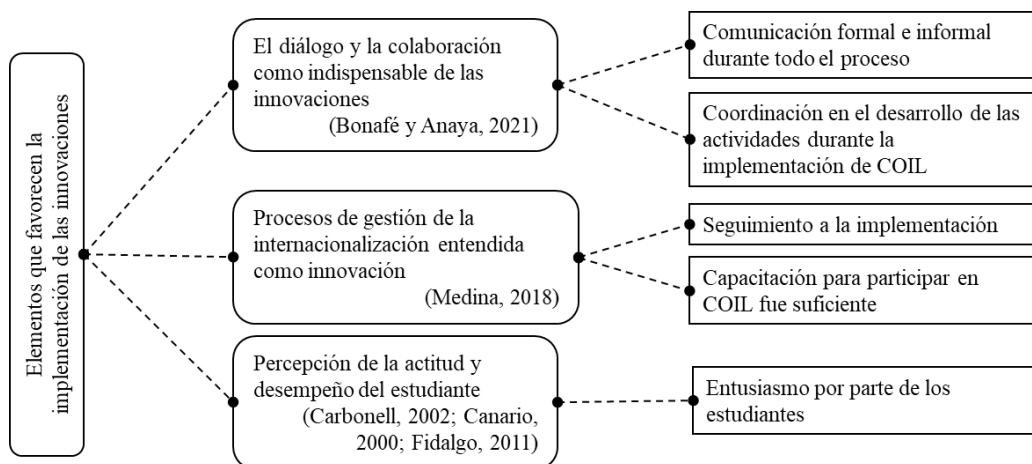 Elementos que favorecen la
implementación de las innovaciones
El diálogo y la colaboración
como indispensable de las
innovaciones
(Bonafé y Anaya, 2021)
Comunicación formal e informal
durante todo el proceso
Coordinación en el desarrollo de las
actividades durante la
implementación de COIL
Procesos de gestión de la
internacionalización entendida
como innovación
(Medina, 2018)
Seguimiento a la implementación
Capacitación para participar en
COIL fue suficiente
Percepción de la actitud y
desempeño del estudiante
(Carbonell, 2002; Canario,
2000; Fidalgo, 2011)
Entusiasmo por parte de los
estudiantes